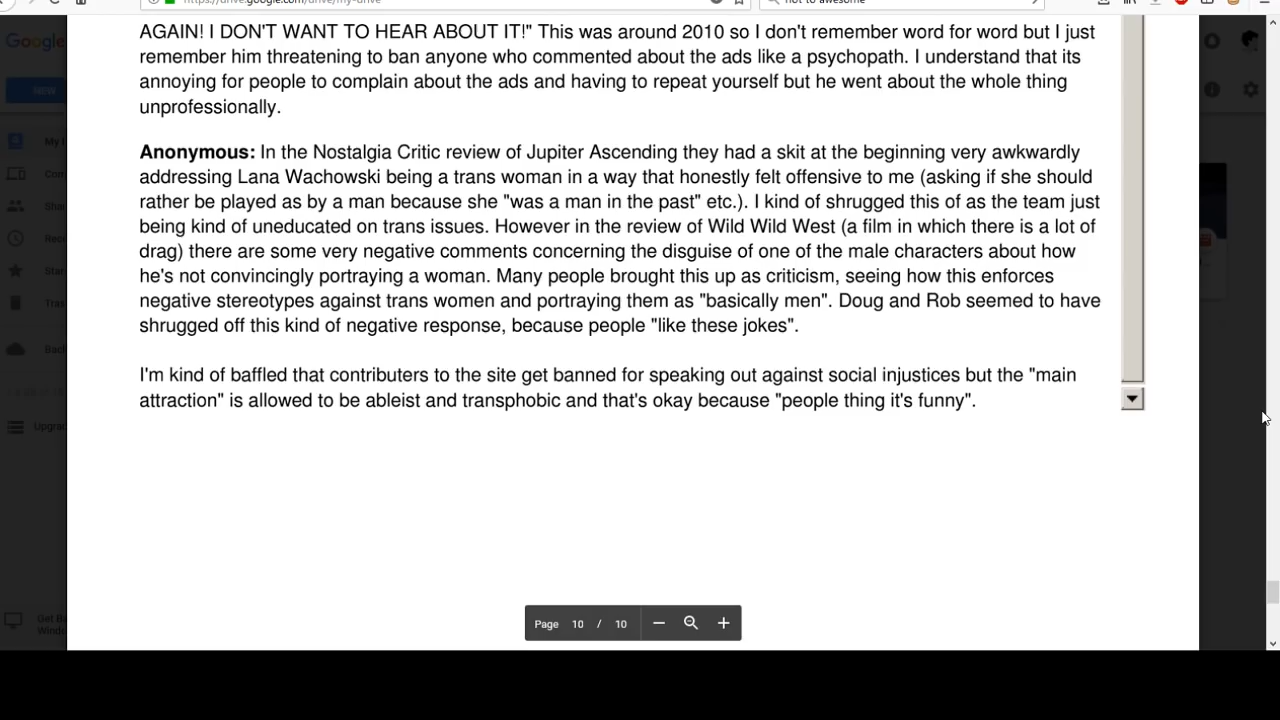 https://drive.google.com/drive/my-drive
not to awesome
Google
NEW
AGAIN! I DON'T WANT TO HEAR ABOUT IT!" This was around 2010 so I don't remember word for word but I just
remember him threatening to ban anyone who commented about the ads like a psychopath. I understand that its
annoying for people to complain about the ads and having to repeat yourself but he went about the whole thing
unprofessionally.
Anonymous: In the Nostalgia Critic review of Jupiter Ascending they had a skit at the beginning very awkwardly
addressing Lana Wachowski being a trans woman in a way that honestly felt offensive to me (asking if she should
rather be played as by a man because she "was a man in the past" etc.). I kind of shrugged this of as the team just
being kind of uneducated on trans issues. However in the review of Wild Wild West (a film in which there is a lot of
drag) there are some very negative comments concerning the disguise of one of the male characters about how
he's not convincingly portraying a woman. Many people brought this up as criticism, seeing how this enforces
negative stereotypes against trans women and portraying them as "basically men". Doug and Rob seemed to have
shrugged off this kind of negative response, because people "like these jokes".
I'm kind of baffled that contributers to the site get banned for speaking out against social injustices but the "main
attraction" is allowed to be ableist and transphobic and that's okay because "people thing it's funny".
Page 10 / 10